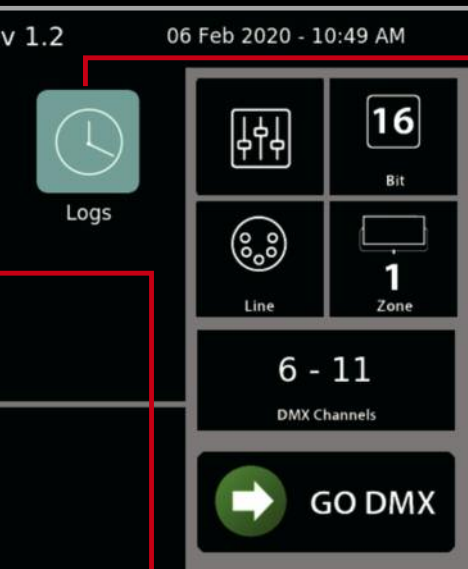 v 1.2
06 Feb 2020 - 10:49 AM
Logs
16
Bit
Line
1
Zone
6 - 11
DMX Channels
GO DMX